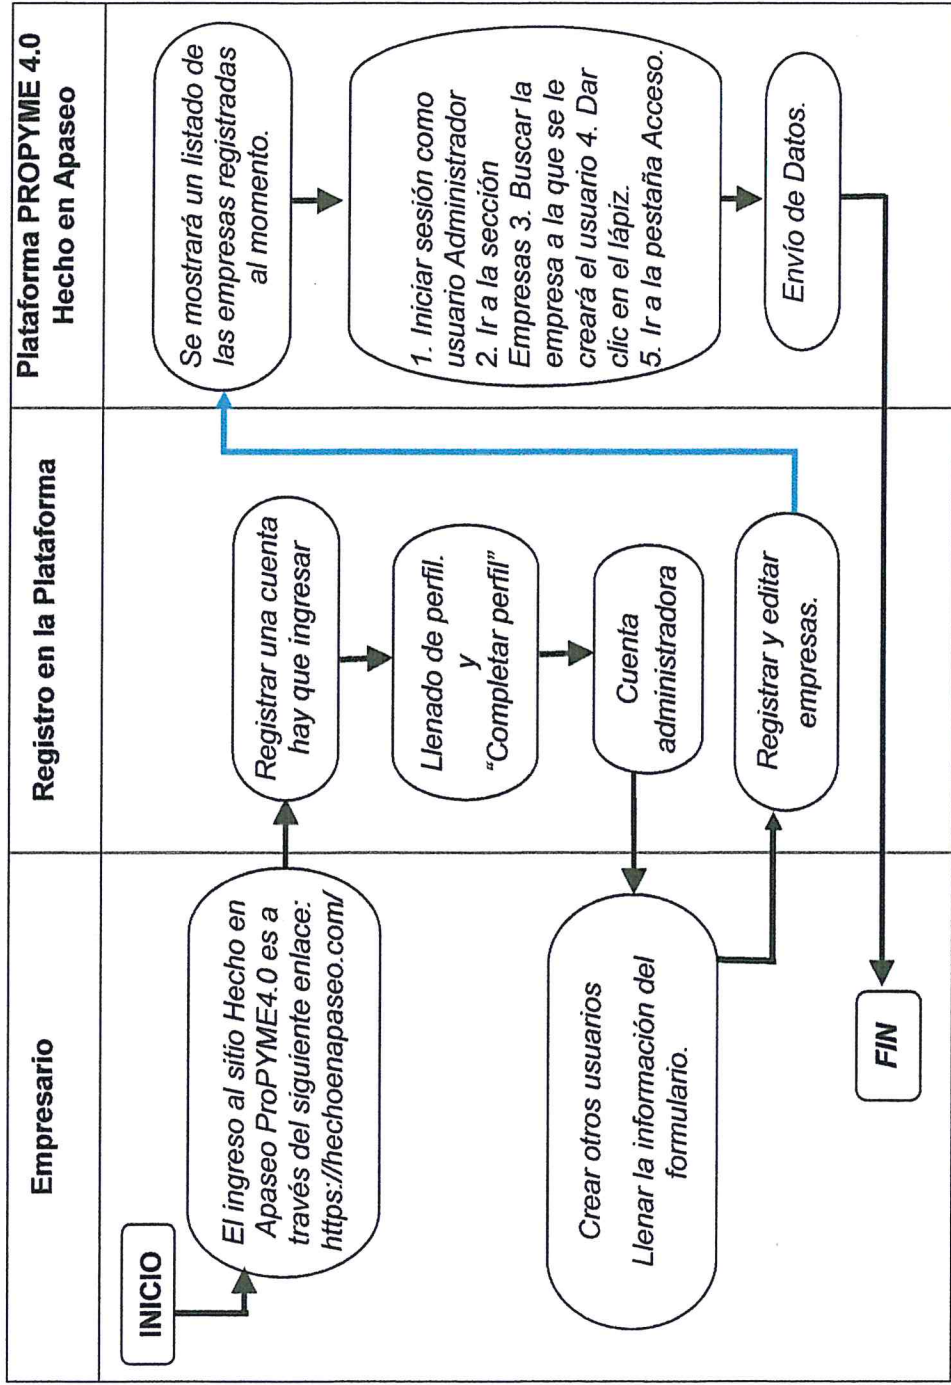 Empresario
Registro en la Plataforma
Plataforma PROPYME 4.0
Hecho en Apaseo
INICIO
El ingreso al sitio Hecho en
Apaseo ProPYME4.0 es a
través del siguiente enlace:
https://hechoenapaseo.com/
Registrar una cuenta
hay que ingresar
Llenado de perfil.
y
“Completar perfil”
Cuenta
administradora
Crear otros usuarios
Llenar la información del
formulario.
Registrar y editar
empresas.
Se mostrará un listado de
las empresas registradas
al momento.
1. Iniciar sesión como
usuario Administrador
2. Ir a la sección
Empresas 3. Buscar la
empresa a la que se le
creará el usuario 4. Dar
clic en el lápiz.
5. Ir a la pestaña Acceso.
Envío de Datos.
FIN